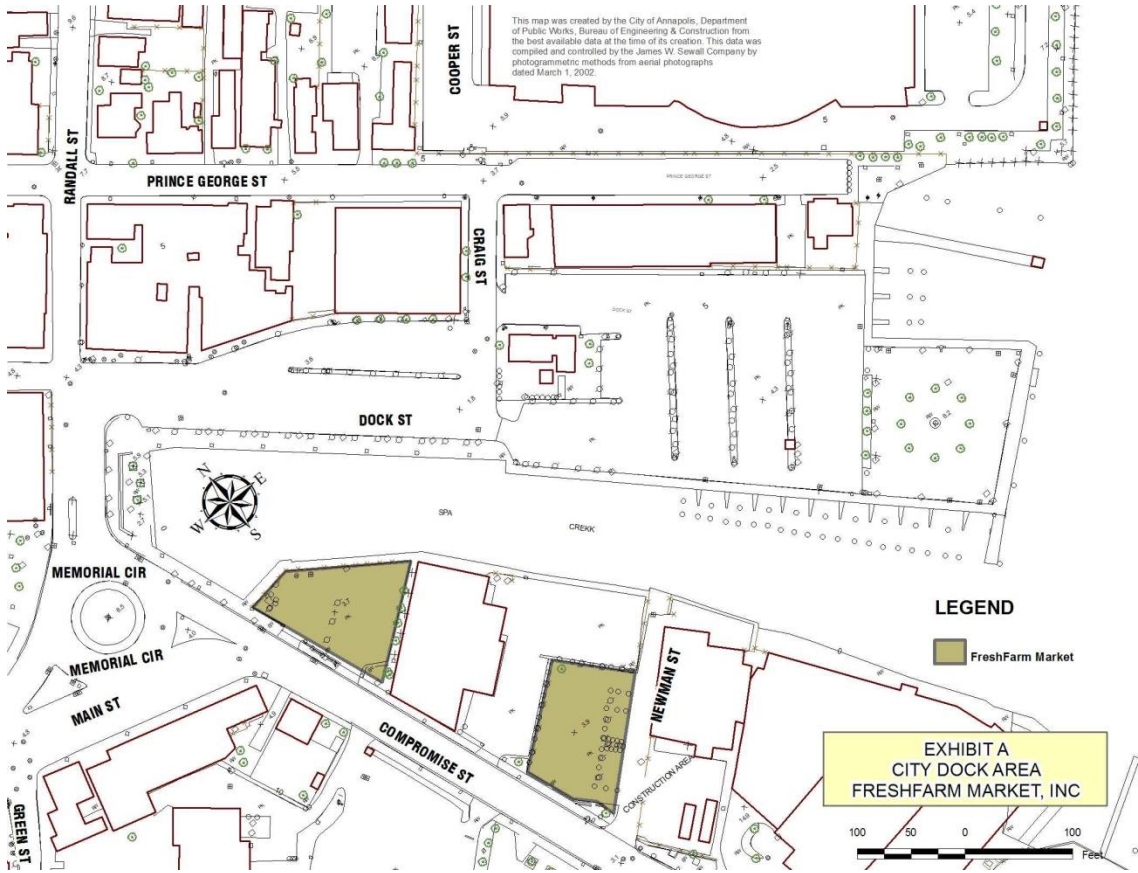 This map was created by the City of Annapolis, Department
of Public Works, Bureau of Engineering & Construction from
the best available data at the time of its creation. This data was
compiled and controlled by the James W. Sewall Company by
photogrammetric methods from aerial photographs
dated March 1, 2002.
COOPER ST
RANDALL ST
PRINCE GEORGE ST
PRINCE GEORGE ST
CRAIG ST
DOCK ST
DOCK ST
N
E
W
S
SPA
CREKK
MEMORIAL CIR
MEMORIAL CIR
MAIN ST
COMPROMISE ST
NEWMAN ST
CONSTRUCTION AREA
GREEN ST
LEGEND
FreshFarm Market
EXHIBIT A
CITY DOCK AREA
FRESHFARM MARKET, INC
100 50 0 100
Feet